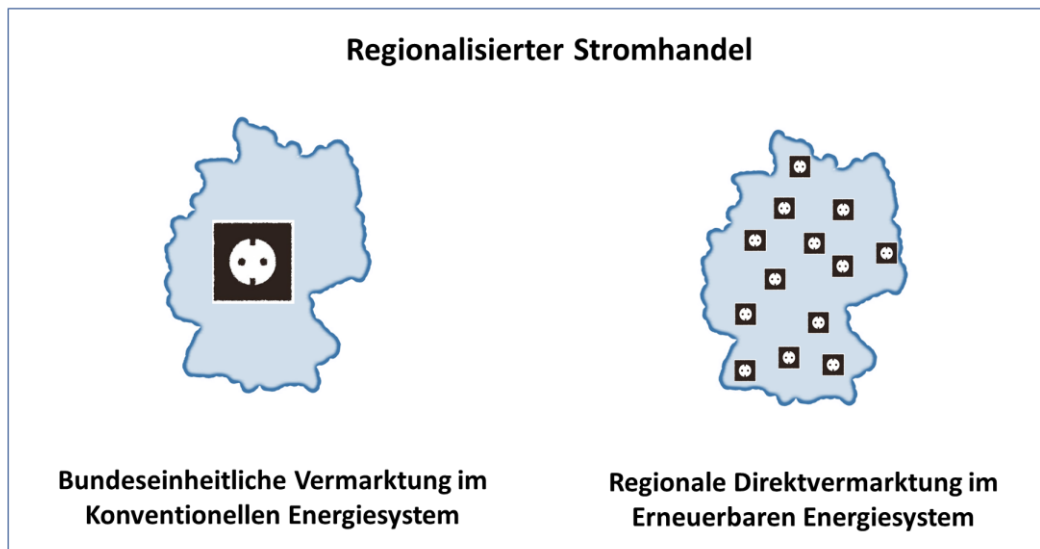 Regionalisierter Stromhandel
Bundeseinheitliche Vermarktung im
Konventionellen Energiesystem
Regionale Direktvermarktung im
Erneuerbaren Energiesystem